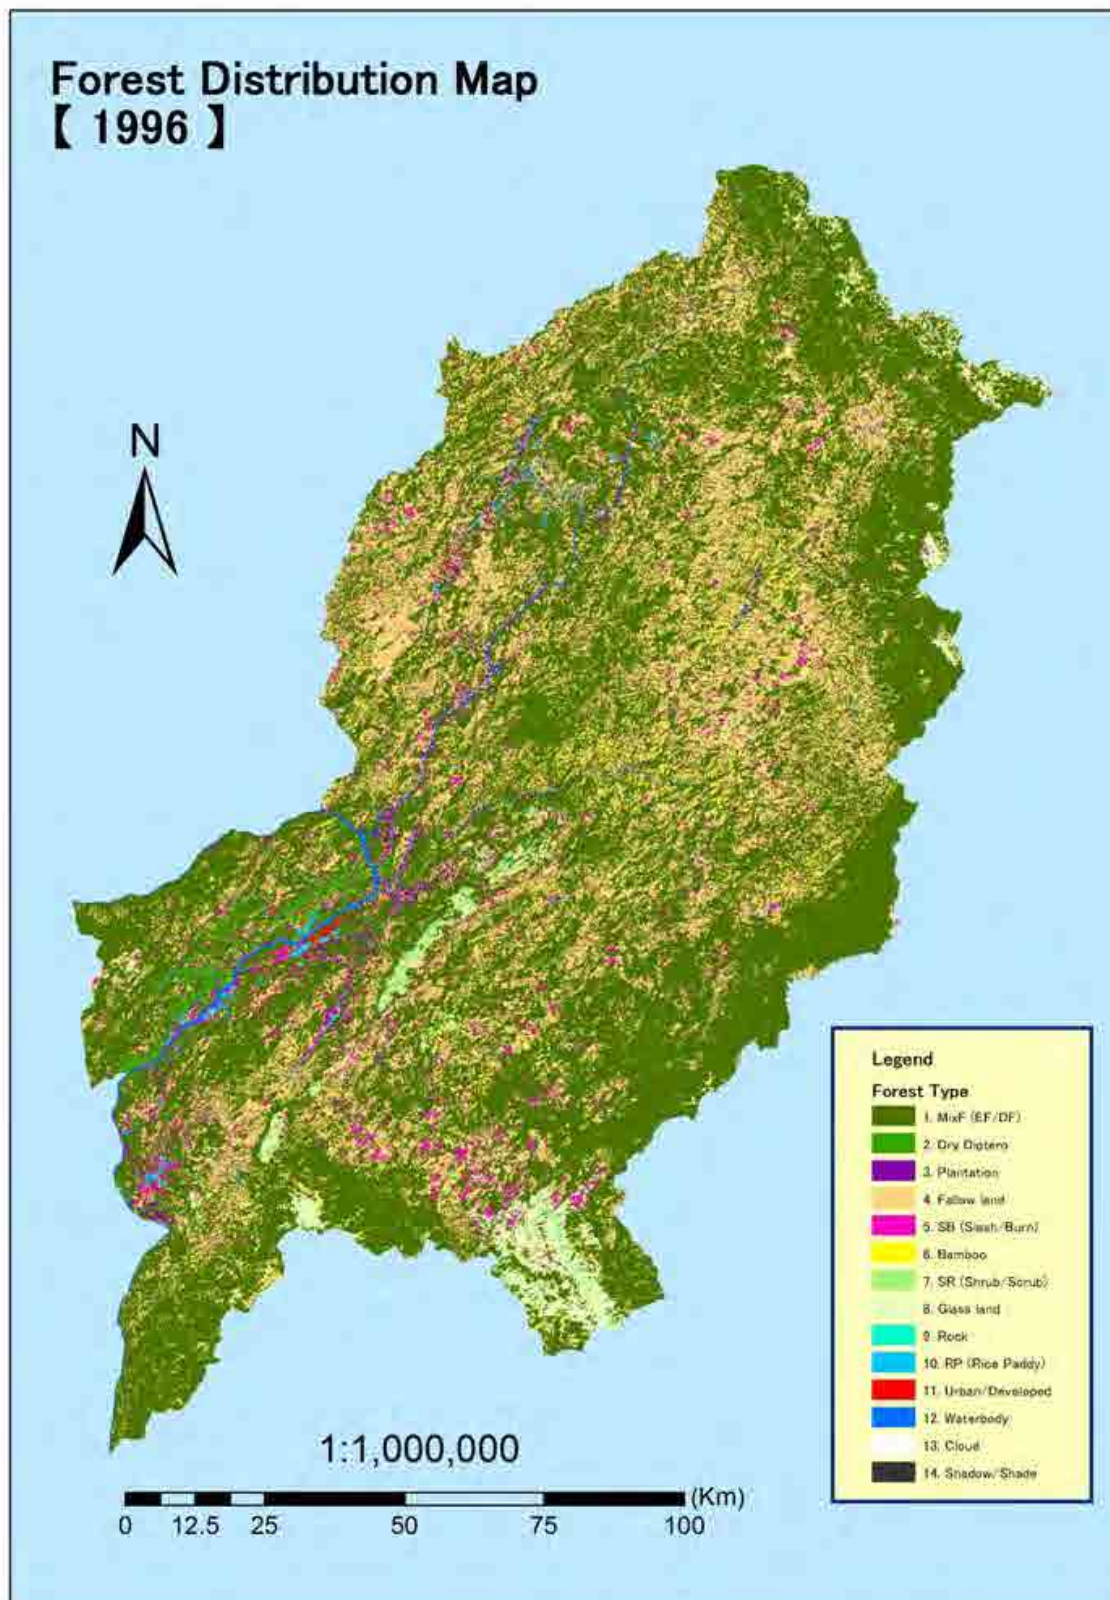 Forest Distribution Map
【 1996 】
N
Legend
Forest Type
1. MixF (EF/DF)
2. Dry Diptero
3. Plantation
4. Fallow land
5. SB (Slash/Burn)
6. Bamboo
7. SR (Shrub/Scrub)
8. Glass land
9. Rock
10. RP (Rice Paddy)
11. Urban/Developed
12. Waterbody
13. Cloud
14. Shadow/Shade
1:1,000,000
(Km)
0 12.5 25 50 75 100